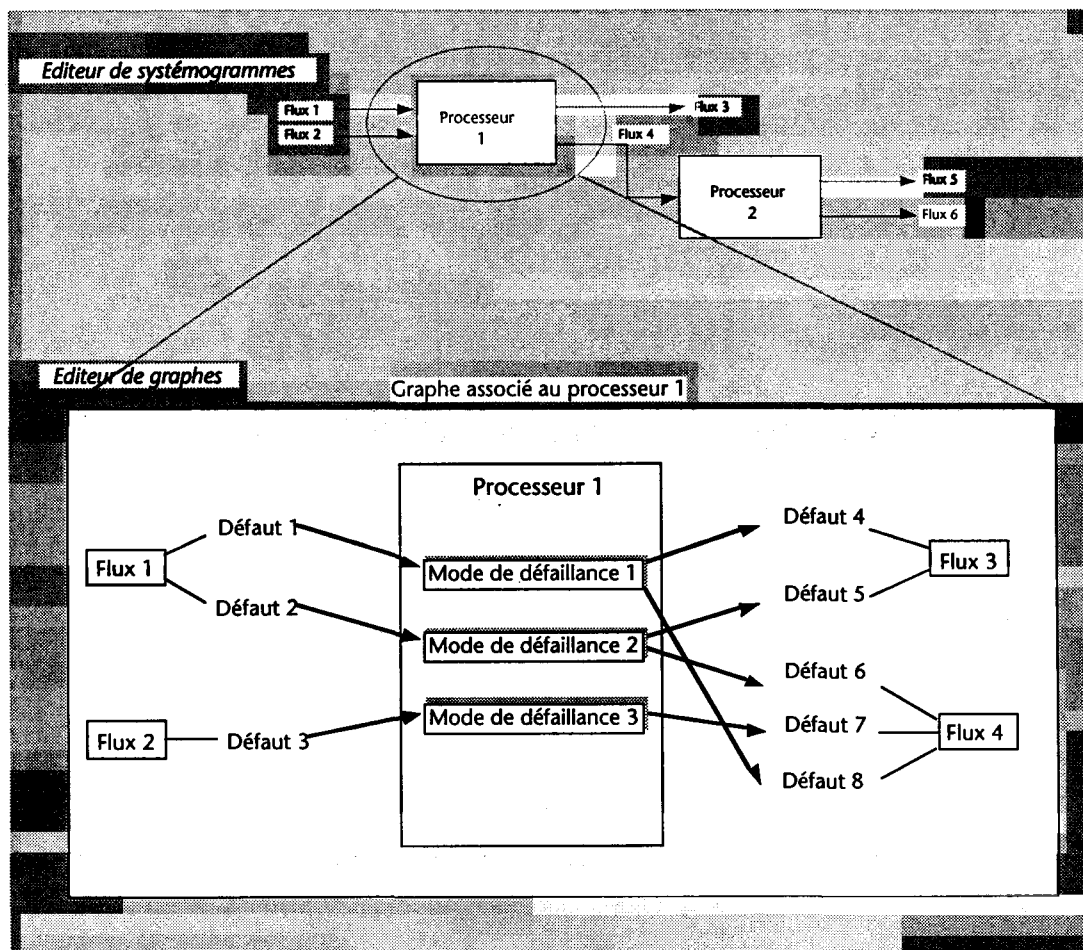 Editeur de systémogrammes
Flux 1
Flux 2
Processeur
1
Flux 3
Flux 4
Processeur
2
Flux 5
Flux 6
Editeur de graphes
Graphe associé au processeur 1
Processeur 1
Flux 1
Défaut 1
Défaut 2
Flux 2
Défaut 3
Mode de défaillance 1
Mode de défaillance 2
Mode de défaillance 3
Défaut 4
Défaut 5
Flux 3
Défaut 6
Défaut 7
Défaut 8
Flux 4